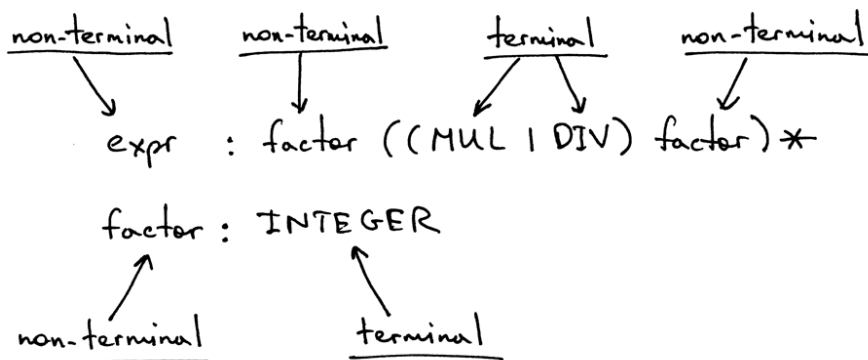 non-terminal non-terminal terminal non-terminal
expr : factor ((MUL | DIV) factor)*
factor : INTEGER
non-terminal terminal